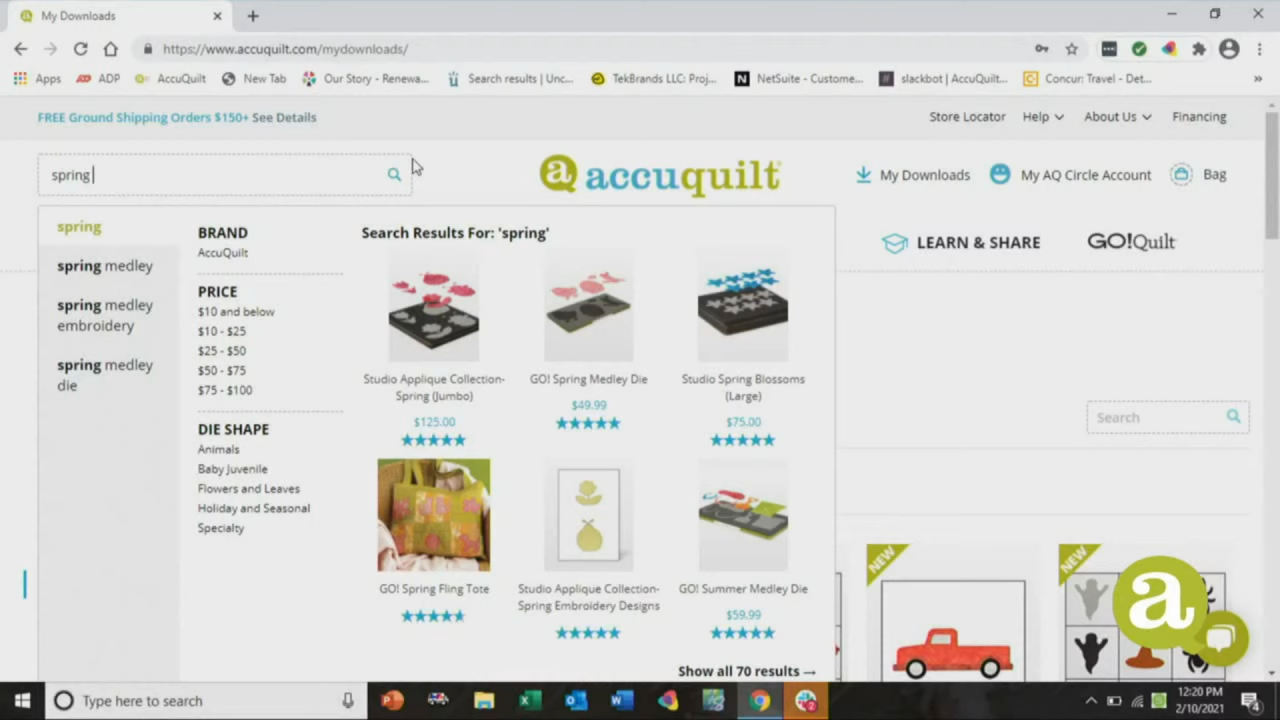 My Downloads
https://www.accuquilt.com/mydownloads/
Apps ADP AccuQuilt New Tab Our Story - Renewa... Search results | Unc... TekBrands LLC: Proj... NetSuite - Custome... slackbot | AccuQuilt... Concur: Travel - Det... »
FREE Ground Shipping Orders $150+ See Details
Store Locator Help About Us Financing
spring
a accuquilt
My Downloads My AQ Circle Account Bag
LEARN & SHARE GO!Quilt
spring
spring medley
spring medley
embroidery
spring medley
die
BRAND
AccuQuilt
PRICE
$10 and below
$10 - $25
$25 - $50
$50 - $75
$75 - $100
DIE SHAPE
Animals
Baby Juvenile
Flowers and Leaves
Holiday and Seasonal
Specialty
Search Results For: 'spring'
Studio Applique Collection-
Spring (Jumbo)
$125.00
GO! Spring Medley Die
$49.99
Studio Spring Blossoms
(Large)
$75.00
GO! Spring Fling Tote
Studio Applique Collection-
Spring Embroidery Designs
GO! Summer Medley Die
$59.99
Show all 70 results →
Search
NEW
NEW
a
Type here to search
12:20 PM
2/10/2021
4